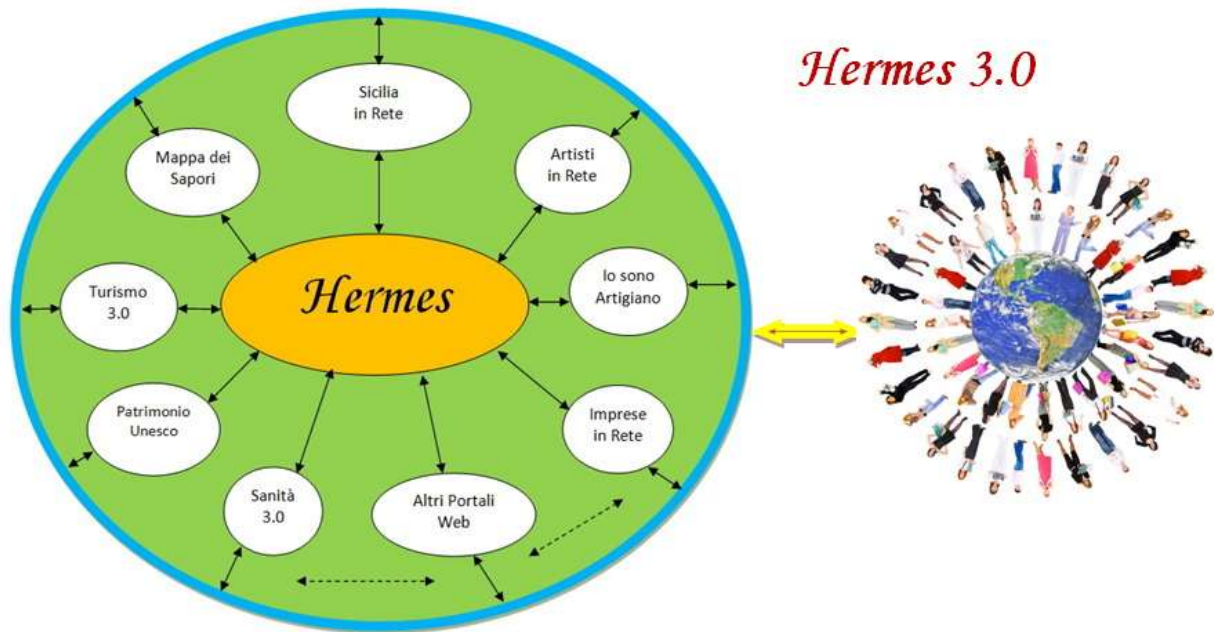 Hermes 3.0
Sicilia
in Rete
Mappa dei
Sapori
Artisti
in Rete
Turismo
3.0
Hermes
Io sono
Artigiano
Patrimonio
Unesco
Imprese
in Rete
Sanità
3.0
Altri Portali
Web